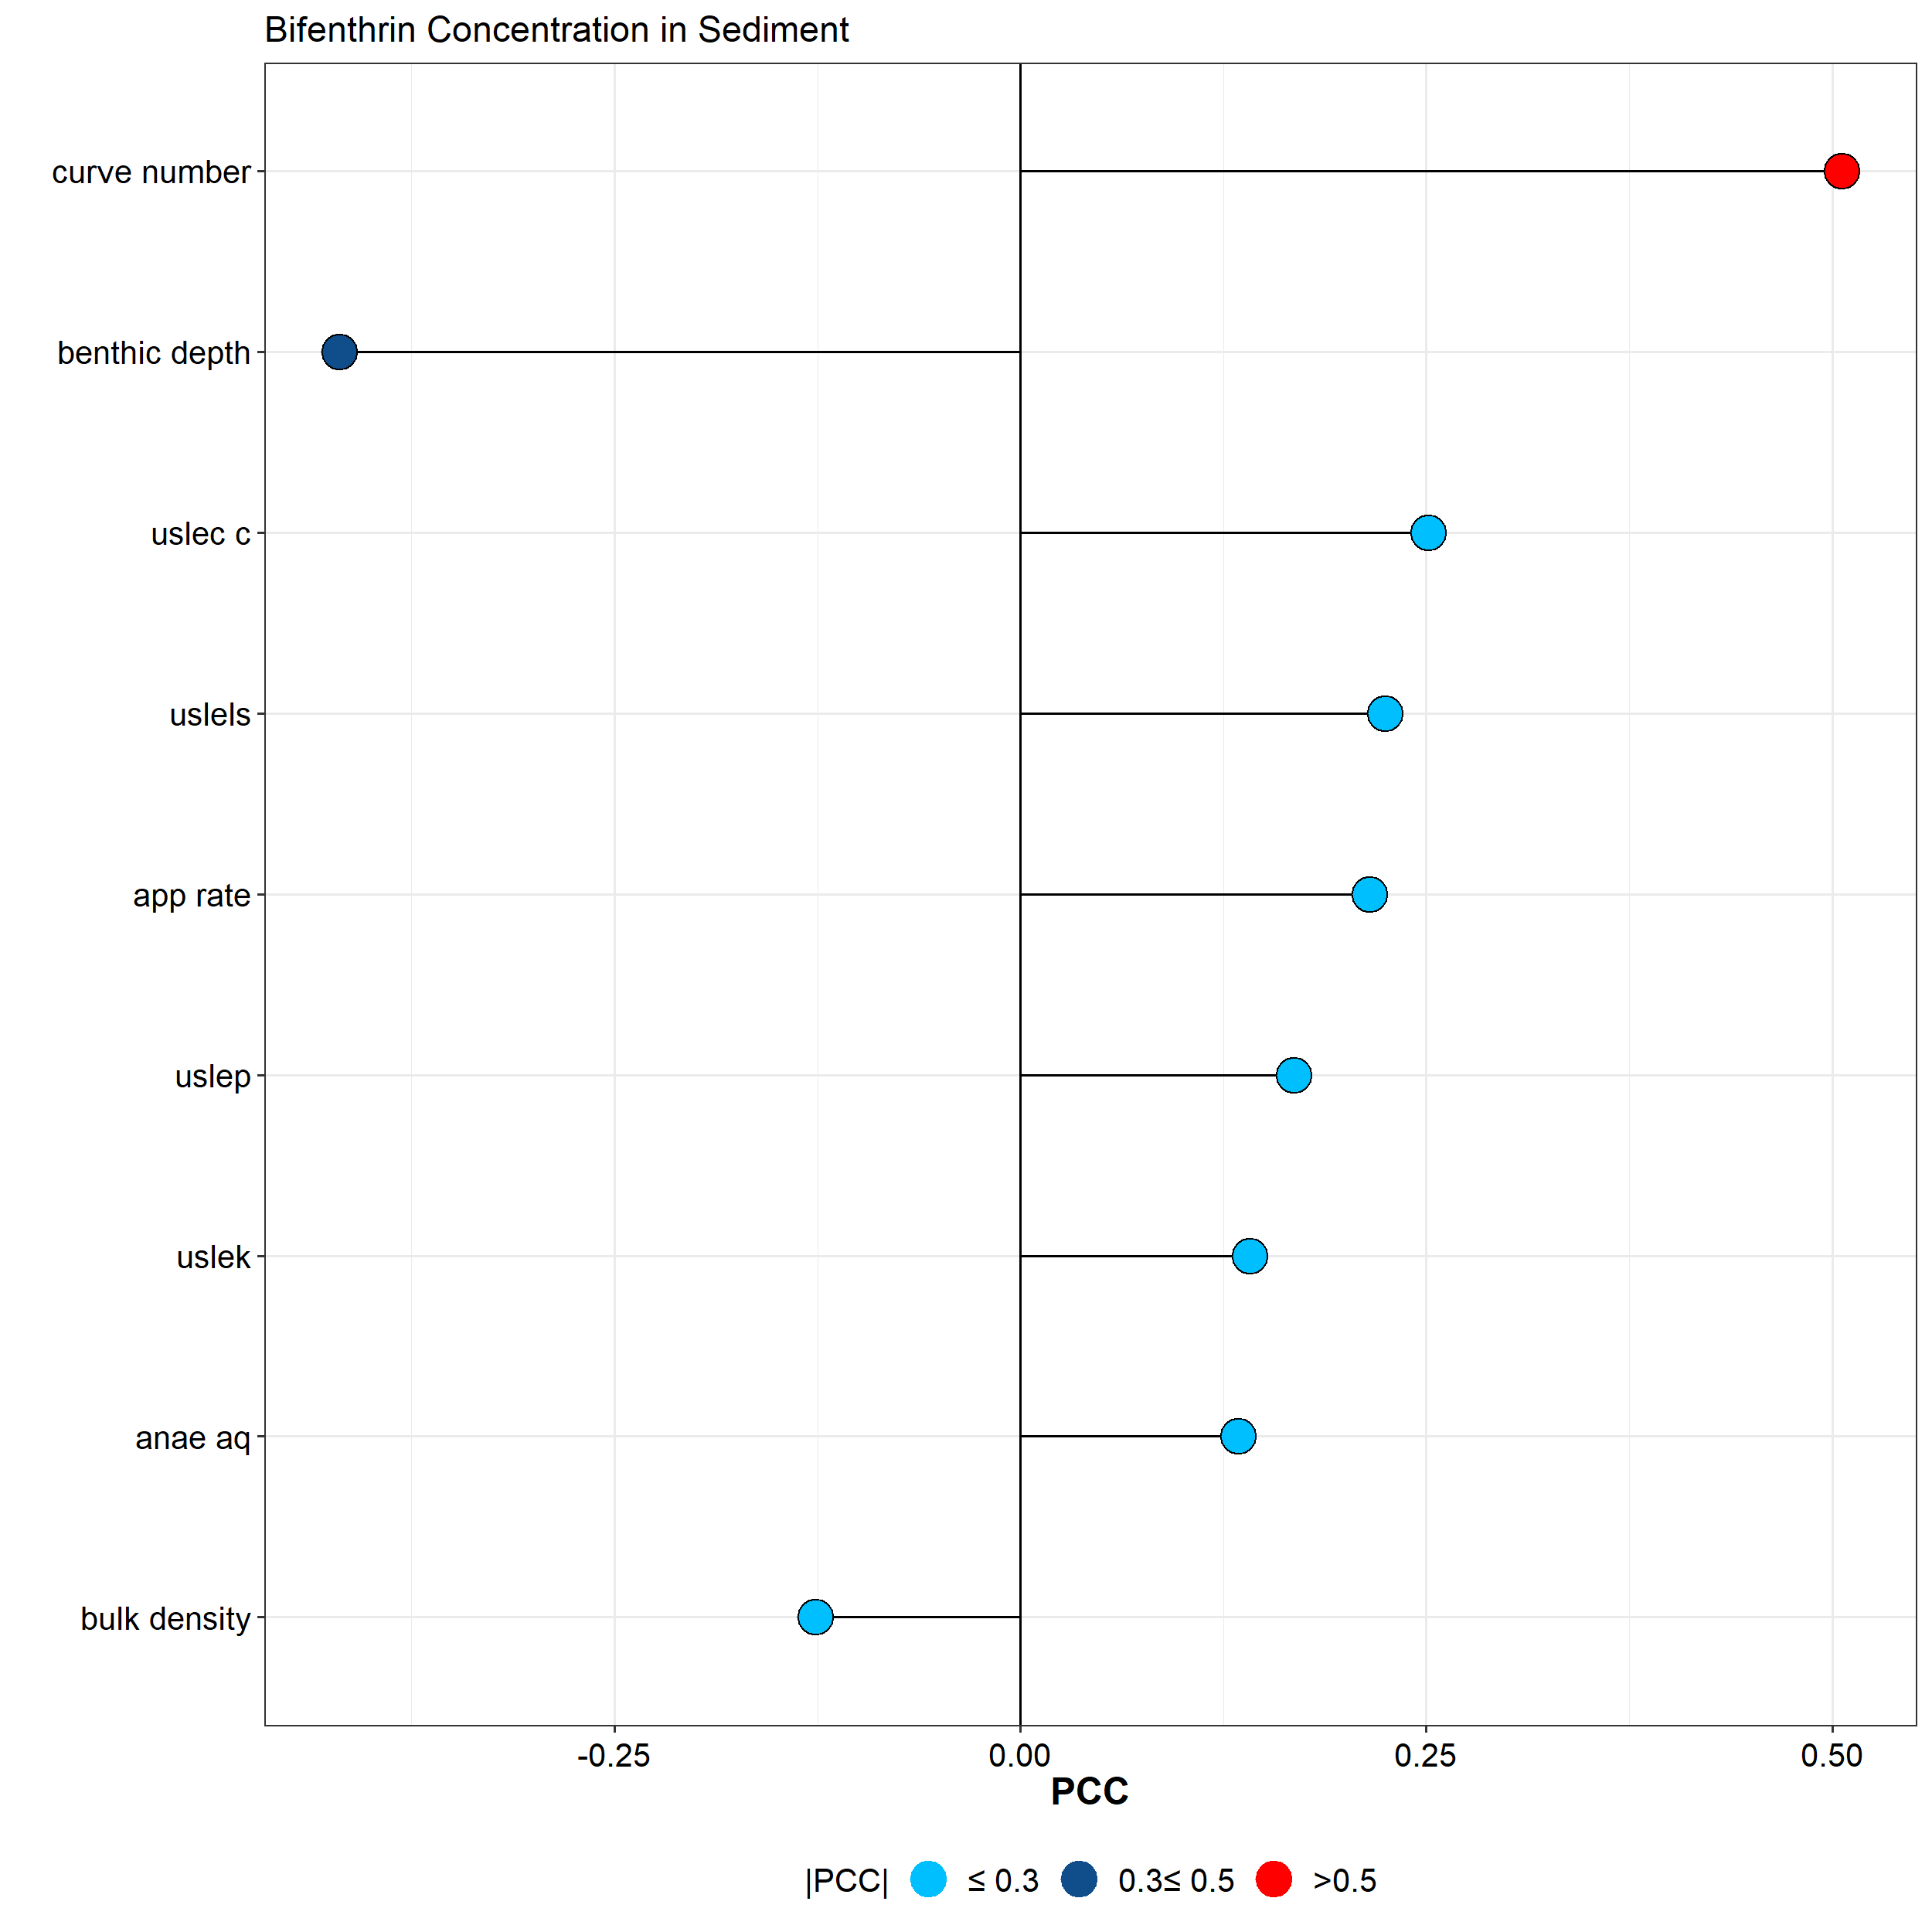 Bifenthrin Concentration in Sediment
curve number
benthic depth
uslec c
uslels
app rate
uslep
uslek
anae aq
bulk density
-0.25 0.00 0.25 0.50
PCC
|PCC| ≤ 0.3 0.3≤ 0.5 >0.5